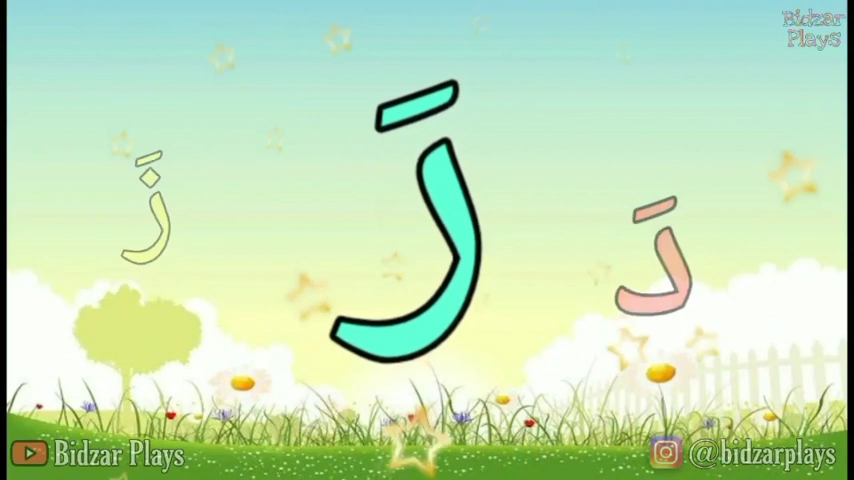 Bidzar
Plays
دَ
رَ
زَ
Bidzar Plays
@bidzarplays